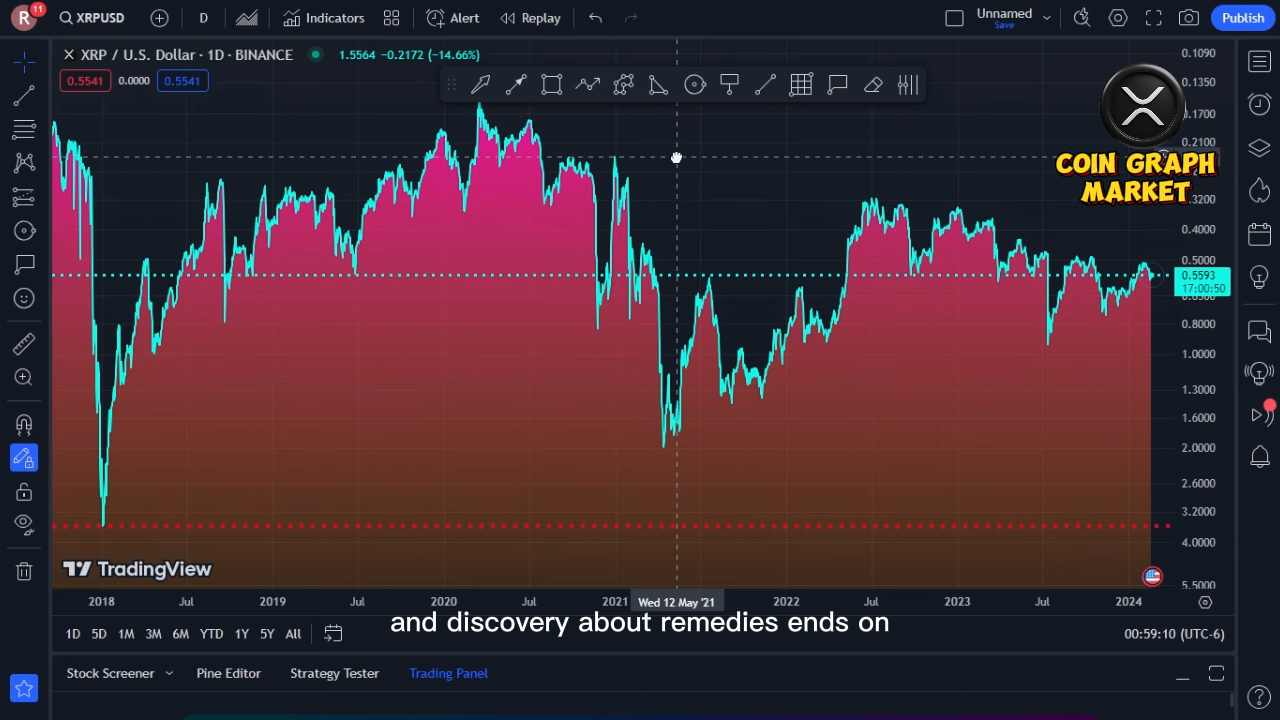 R 11 XRPUSD D Indicators Alert Replay Unnamed Save Publish
XRP / U.S. Dollar · 1D · BINANCE 1.5564 −0.2172 (−14.66%)
0.5541 0.0000 0.5541
0.1090
0.1350
0.1700
0.2100
COIN GRAPH
MARKET
0.3200
0.4000
0.5000
0.5593
17:00:50
0.8000
1.0000
1.3000
1.6000
2.0000
2.6000
3.2000
4.0000
5.5000
TradingView
2018 Jul 2019 Jul 2020 Jul 2021 Wed 12 May '21 2022 Jul 2023 Jul 2024
and discovery about remedies ends on
1D 5D 1M 3M 6M YTD 1Y 5Y All 00:59:10 (UTC-6)
Stock Screener Pine Editor Strategy Tester Trading Panel